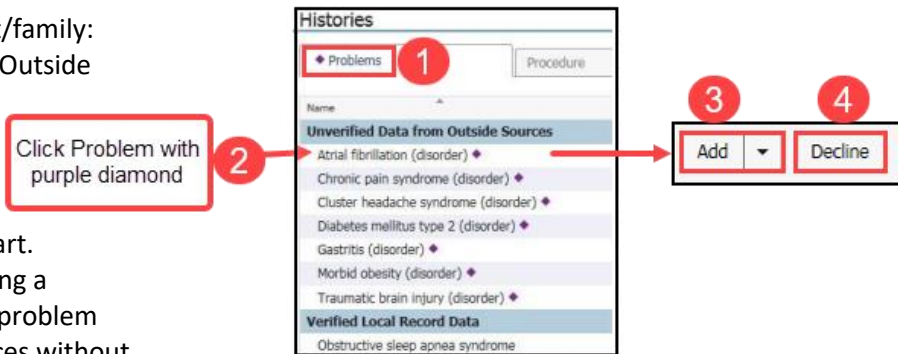 t/family:
Outside
Click Problem with
purple diamond
2
art.
ng a
problem
ces without
Histories
◆ Problems
1
Procedure
Name
Unverified Data from Outside Sources
Atrial fibrillation (disorder) ◆
Chronic pain syndrome (disorder) ◆
Cluster headache syndrome (disorder) ◆
Diabetes mellitus type 2 (disorder) ◆
Gastritis (disorder) ◆
Morbid obesity (disorder) ◆
Traumatic brain injury (disorder) ◆
Verified Local Record Data
Obstructive sleep apnea syndrome
3
4
Add
Decline